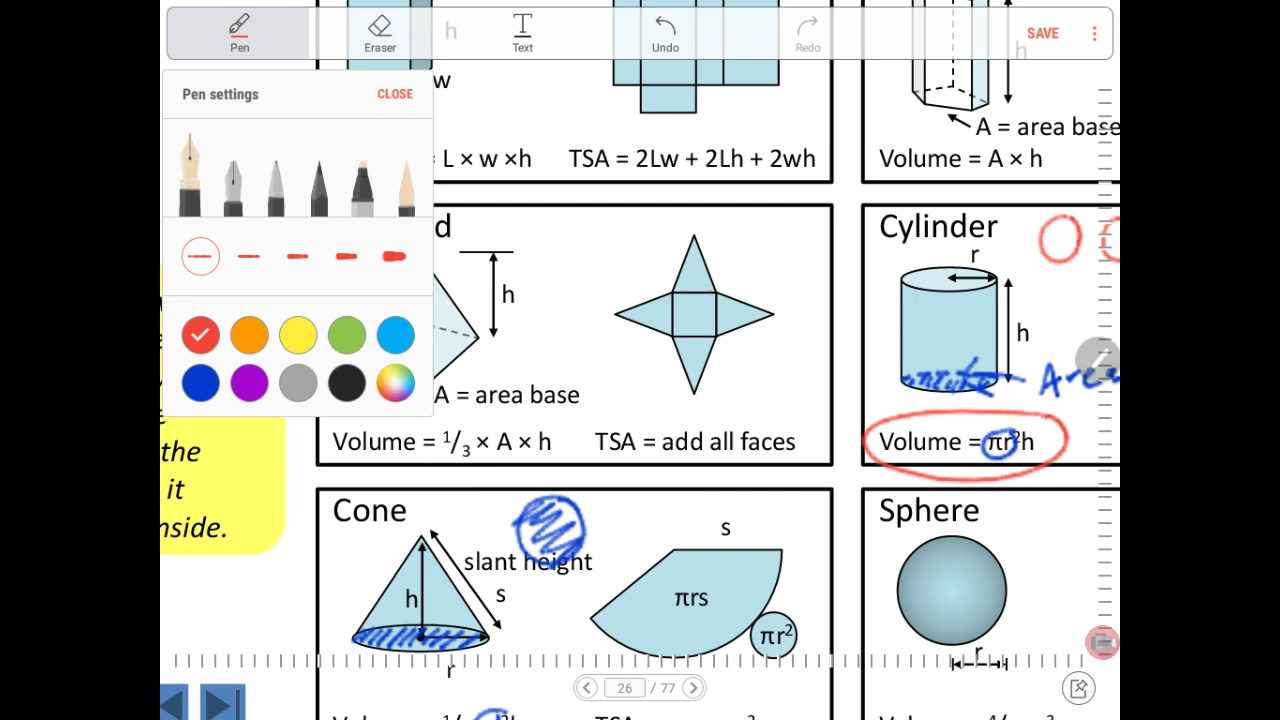 Pen
Eraser
Text
Undo
Redo
SAVE
h
h
Pen settings
CLOSE
w
A = area base
L × w ×h
TSA = 2Lw + 2Lh + 2wh
Volume = A × h
d
h
A = area base
Volume = 1/3 × A × h
TSA = add all faces
Cylinder
r
h
Area
Volume = πr²h
the
it
nside.
Cone
slant height
h
s
r
s
πrs
πr²
Sphere
r
26 / 77